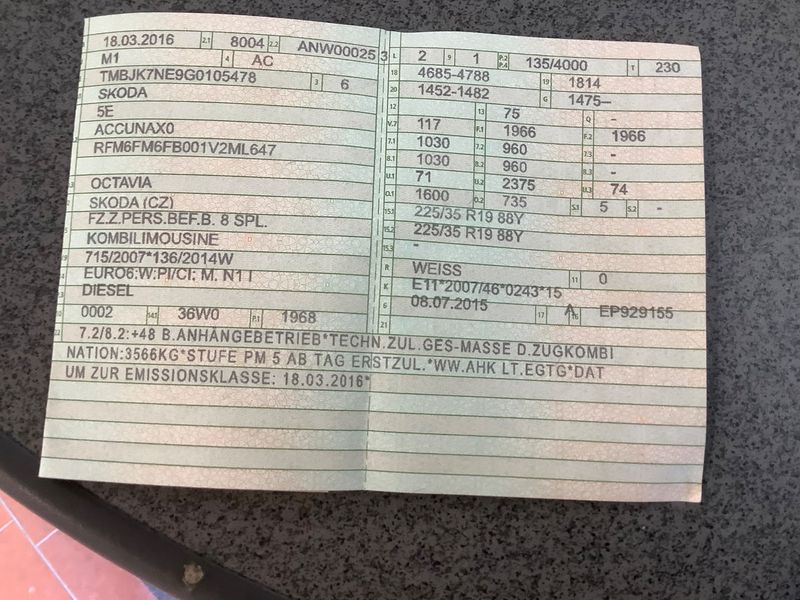 18.03.2016 2.1 8004 2.2 ANW00025 3
M1 4 AC
TMBJK7NE9G0105478 3 6
SKODA
5E
ACCUNAX0
RFM6FM6FB001V2ML647
OCTAVIA
SKODA (CZ)
FZ.Z.PERS.BEF.B. 8 SPL.
KOMBILIMOUSINE
715/2007*136/2014W
EURO6;W:PI/CI; M, N1 I
DIESEL
0002 14.1 36W0 P.1 1968
L 2 9 1 P.2 P.4 135/4000 T 230
18 4685-4788 19 1814
20 1452-1482 G 1475–
12 - 13 75 Q -
V.7 117 F.1 1966 F.2 1966
7.1 1030 7.2 960 7.3 -
8.1 1030 8.2 960 8.3 -
U.1 71 U.2 2375 U.3 74
O.1 1600 O.2 735 S.1 5 S.2 -
15.1 225/35 R19 88Y
15.2 225/35 R19 88Y
15.3 -
R WEISS 11 0
K E11*2007/46*0243*15
6 08.07.2015 17 A 16 EP929155
21
22 7.2/8.2:+48 B.ANHÄNGEBETRIEB*TECHN.ZUL.GES-MASSE D.ZUGKOMBI
NATION:3566KG*STUFE PM 5 AB TAG ERSTZUL.*WW.AHK LT.EGTG*DAT
UM ZUR EMISSIONSKLASSE: 18.03.2016*